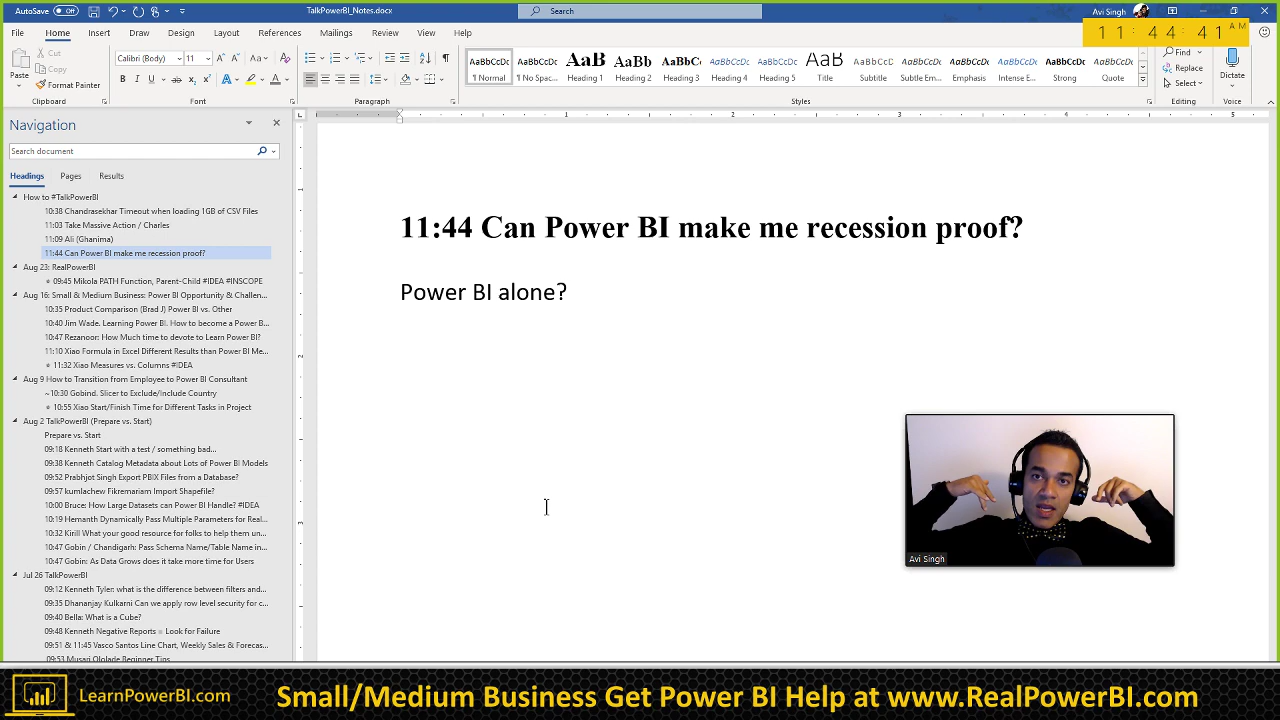 AutoSave Off
TalkPowerBI_Notes.docx
Search
Avi Singh
11 44 41 AM
File Home Insert Draw Design Layout References Mailings Review View Help
Paste
Cut
Copy
Format Painter
Clipboard
Calibri (Body) 11
Font
Paragraph
AaBbCcDc AaBbCcDc AaB AaBb AaBbC AaBbCcDc AaBbCcDc AaB AaBbCcDc AaBbCcDc AaBbCcDc AaBbCcDc AaBbCcDc AaBbCcDc
¶ Normal ¶ No Spac... Heading 1 Heading 2 Heading 3 Heading 4 Heading 5 Title Subtitle Subtle Em... Emphasis Intense E... Strong Quote
Styles
Find
Replace
Select
Editing
Dictate
Voice
Navigation
Search document
Headings Pages Results
How to #TalkPowerBI
10:38 Chandrasekhar Timeout when loading 1GB of CSV Files
11:03 Take Massive Action / Charles
11:09 Ali (Ghanima)
11:44 Can Power BI make me recession proof?
Aug 23: RealPowerBI
09:45 Mikola PATH Function, Parent-Child #IDEA #INSCOPE
Aug 16: Small & Medium Business: Power BI Opportunity & Challen...
10:35 Product Comparison (Brad J) Power BI vs. Other
10:40 Jim Wade. Learning Power BI. How to become a Power B...
10:47 Rezanoor: How Much time to devote to Learn Power BI?
11:10 Xiao Formula in Excel Different Results than Power BI Me...
11:32 Xiao Measures vs. Columns #IDEA
Aug 9 How to Transition from Employee to Power BI Consultant
~10:30 Gobind. Slicer to Exclude/Include Country
10:55 Xiao Start/Finish Time for Different Tasks in Project
Aug 2 TalkPowerBI (Prepare vs. Start)
Prepare vs. Start
09:18 Kenneth Start with a test / something bad...
09:38 Kenneth Catalog Metadata about Lots of Power BI Models
09:52 Prabhjot Singh Export PBIX Files from a Database?
09:57 kumlachew Fikremariam Import Shapefile?
10:00 Bruce: How Large Datasets can Power BI Handle? #IDEA
10:19 Hemanth Dynamically Pass Multiple Parameters for Real...
10:32 Kirill What your good resource for folks to help them un...
10:47 Gobin / Chandigarh: Pass Schema Name/Table Name in...
10:47 Gobin: As Data Grows does it take more time for Users
Jul 26 TalkPowerBI
09:12 Kenneth Tyler: what is the difference between filters and...
09:35 Dhananjay Kulkarni Can we apply row level security for c...
09:40 Bella: What is a Cube?
09:48 Kenneth Negative Reports = Look for Failure
09:51 & 11:45 Vasco Santos Line Chart, Weekly Sales & Forecas...
09:53 Musari Ololade Beginner Tips
11:44 Can Power BI make me recession proof?
Power BI alone?
Avi Singh
LearnPowerBI.com
Small/Medium Business Get Power BI Help at www.RealPowerBI.com